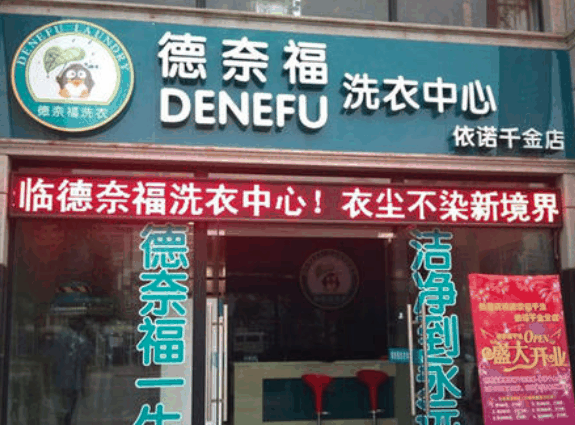 DENEFU LAUNDRY
德奈福洗衣
德奈福
DENEFU
洗衣中心
依诺千金店
临德奈福洗衣中心！衣尘不染新境界
德奈福一生
洁净到永远
OPEN
盛大开业